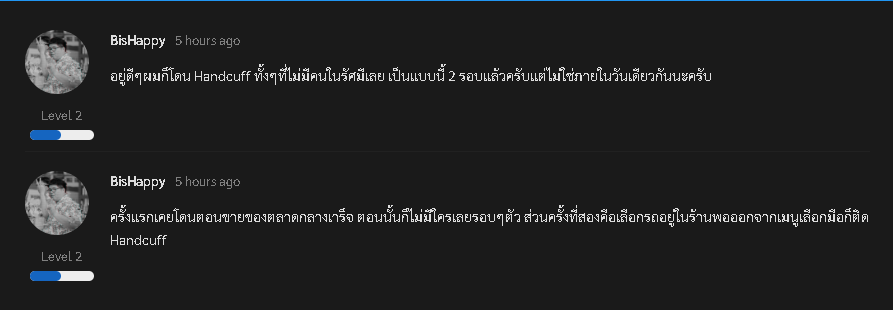 BisHappy 5 hours ago
อยู่ดีๆผมก็โดน Handcuff ทั้งๆที่ไม่มีคนในรัศมีเลย เป็นแบบนี้ 2 รอบแล้วครับแต่ไม่ใช่ภายในวันเดียวกันนะครับ
Level 2
BisHappy 5 hours ago
ครั้งแรกเคยโดนตอนขายของตลาดกลางเาร็จ ตอนนั้นก็ไม่มีใครเลยรอบๆตัว ส่วนครั้งที่สองคือเลือกรถอยู่ในร้านพอออกจากเมนูเลือกมือก็ติด
Handcuff
Level 2